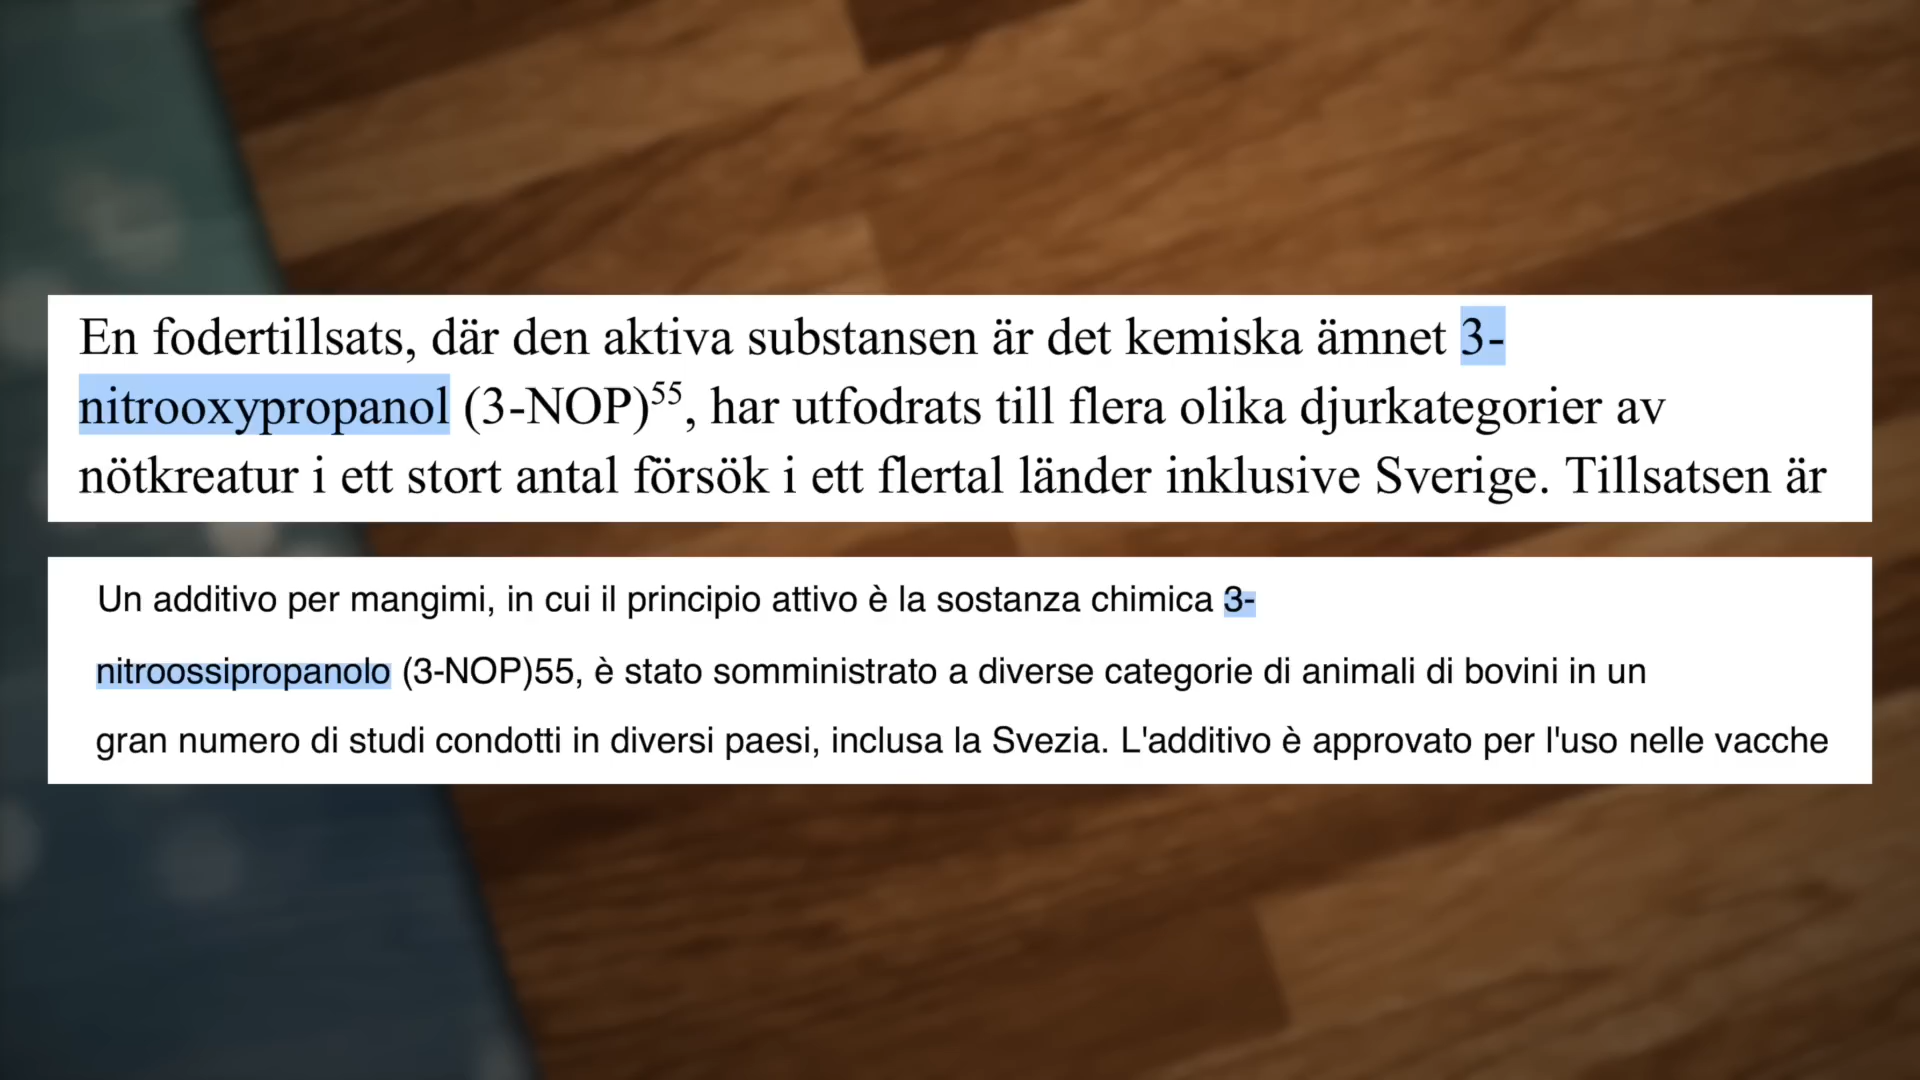 En fodertillsats, där den aktiva substansen är det kemiska ämnet 3-
nitrooxypropanol (3-NOP)⁵⁵, har utfodrats till flera olika djurkategorier av
nötkreatur i ett stort antal försök i ett flertal länder inklusive Sverige. Tillsatsen är
Un additivo per mangimi, in cui il principio attivo è la sostanza chimica 3-
nitroossipropanolo (3-NOP)55, è stato somministrato a diverse categorie di animali di bovini in un
gran numero di studi condotti in diversi paesi, inclusa la Svezia. L'additivo è approvato per l'uso nelle vacche